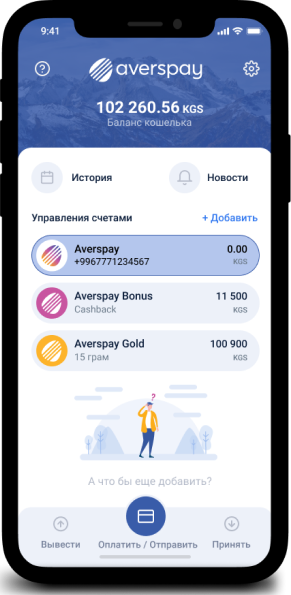 9:41
averspay
102 260.56 KGS
Баланс кошелька
История
Новости
Управления счетами
+ Добавить
Averspay
0.00
+9967771234567
KGS
Averspay Bonus
11 500
Cashback
KGS
Averspay Gold
100 900
15 грам
KGS
?
А что бы еще добавить?
Вывести
Оплатить / Отправить
Принять